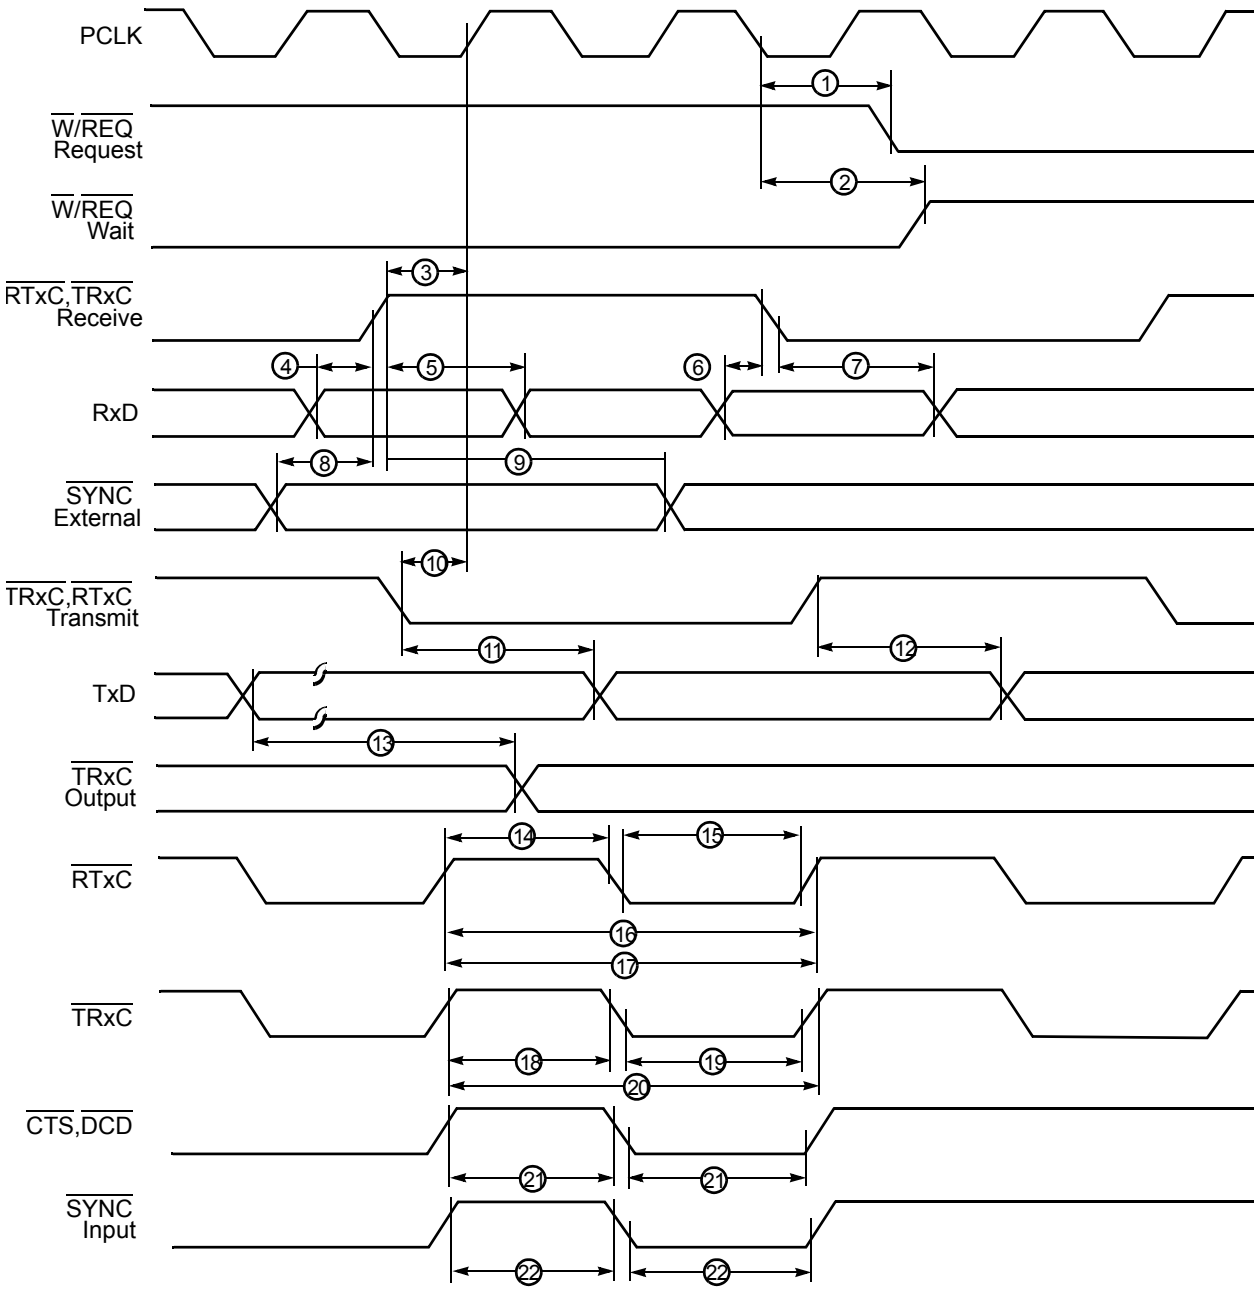 PCLK
1
W/REQ
Request
2
W/REQ
Wait
3
RTxC,TRxC
Receive
4
5
6
7
RxD
8
9
SYNC
External
10
TRxC,RTxC
Transmit
11
12
TxD
13
TRxC
Output
14
15
RTxC
16
17
TRxC
18
19
20
CTS,DCD
21
21
SYNC
Input
22
22